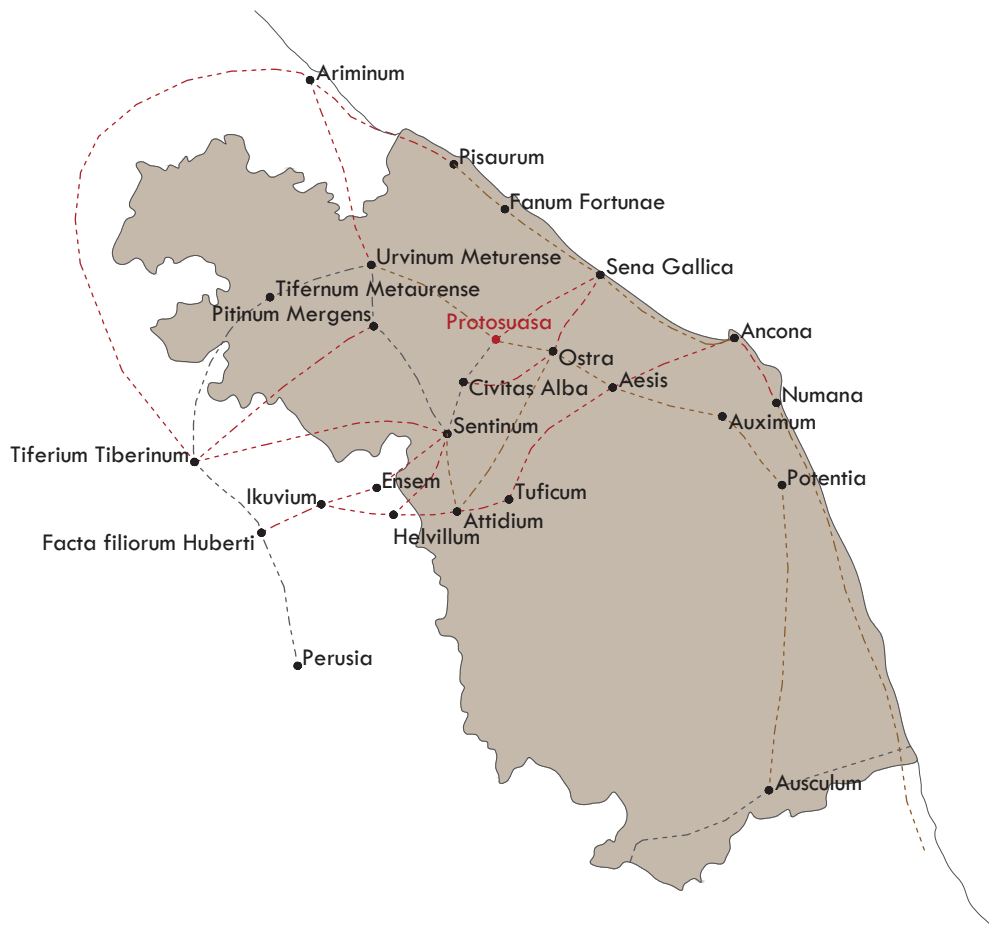 Ariminum
Pisaurum
Fanum Fortunae
Urvinum Meturense
Sena Gallica
Tifernum Metaurense
Pitinum Mergens
Protosuasa
Ancona
Ostra
Civitas Alba
Aesis
Numana
Auximum
Sentinum
Tiferium Tiberinum
Ensem
Potentia
Ikuvium
Tuficum
Attidium
Helvillum
Facta filiorum Huberti
Perusia
Ausculum